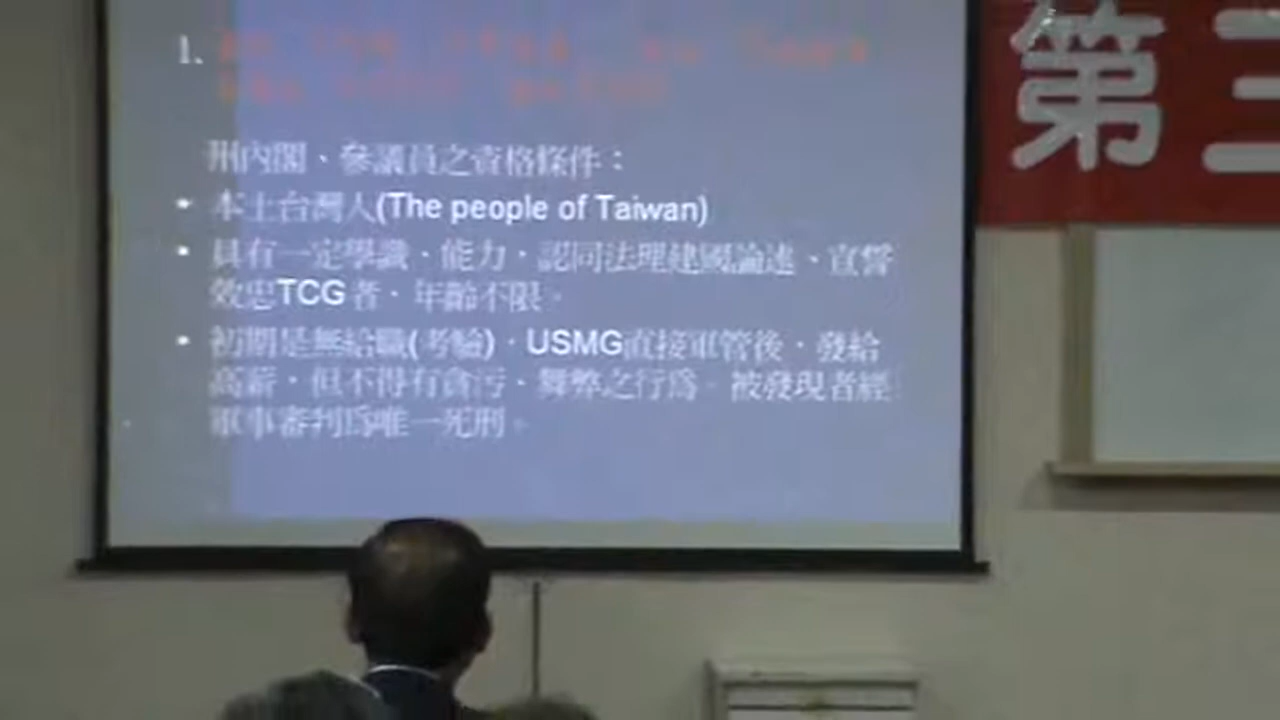 1.
州內閣、參議員之資格條件：
• 本土台灣人(The people of Taiwan)
• 具有一定學識、能力，認同法理建國論述、宣誓
效忠TCG者，年齡不限。
• 初期是無給職(考驗)，USMG直接軍管後，發給
高薪，但不得有貪污、舞弊之行為。被發現者經
軍事審判為唯一死刑。
第三